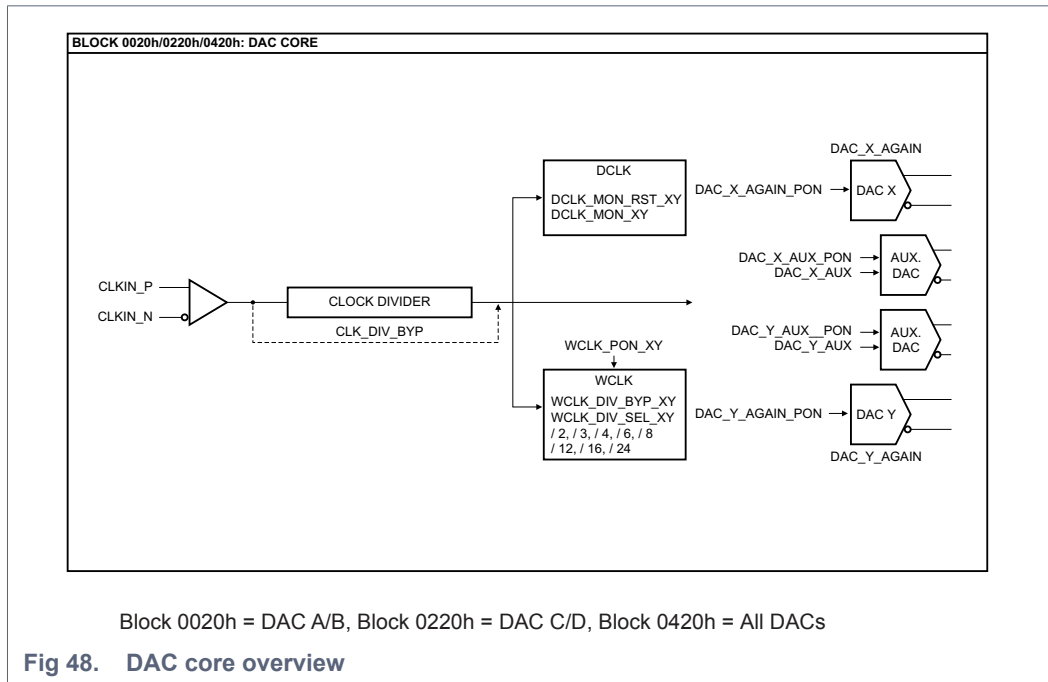 BLOCK 0020h/0220h/0420h: DAC CORE
DAC_X_AGAIN
DCLK
DCLK_MON_RST_XY
DCLK_MON_XY
DAC_X_AGAIN_PON
DAC X
DAC_X_AUX_PON
DAC_X_AUX
AUX.
DAC
CLKIN_P
CLKIN_N
CLOCK DIVIDER
CLK_DIV_BYP
DAC_Y_AUX__PON
DAC_Y_AUX
AUX.
DAC
WCLK_PON_XY
WCLK
WCLK_DIV_BYP_XY
WCLK_DIV_SEL_XY
/ 2, / 3, / 4, / 6, / 8
/ 12, / 16, / 24
DAC_Y_AGAIN_PON
DAC Y
DAC_Y_AGAIN
Block 0020h = DAC A/B, Block 0220h = DAC C/D, Block 0420h = All DACs
Fig 48. DAC core overview